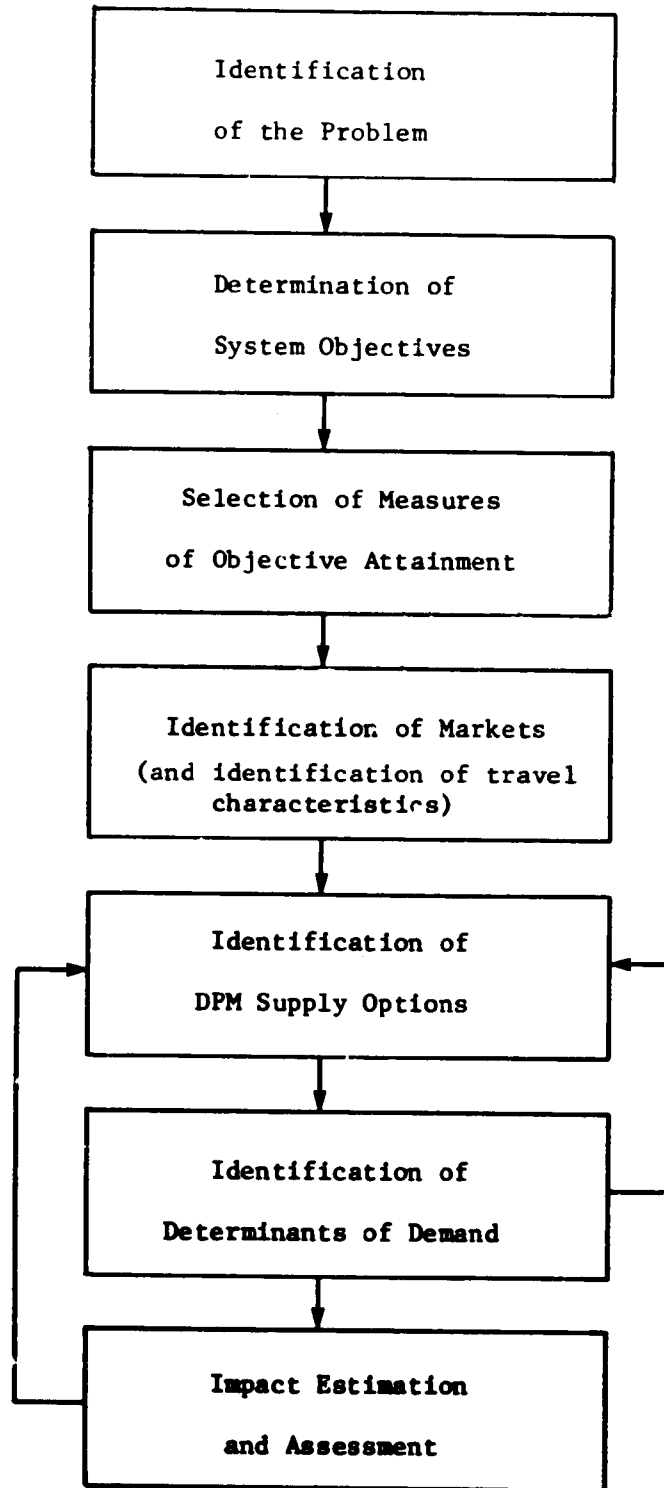 Identification
of the Problem
Determination of
System Objectives
Selection of Measures
of Objective Attainment
Identification of Markets
(and identification of travel
characteristics)
Identification of
DPM Supply Options
Identification of
Determinants of Demand
Impact Estimation
and Assessment